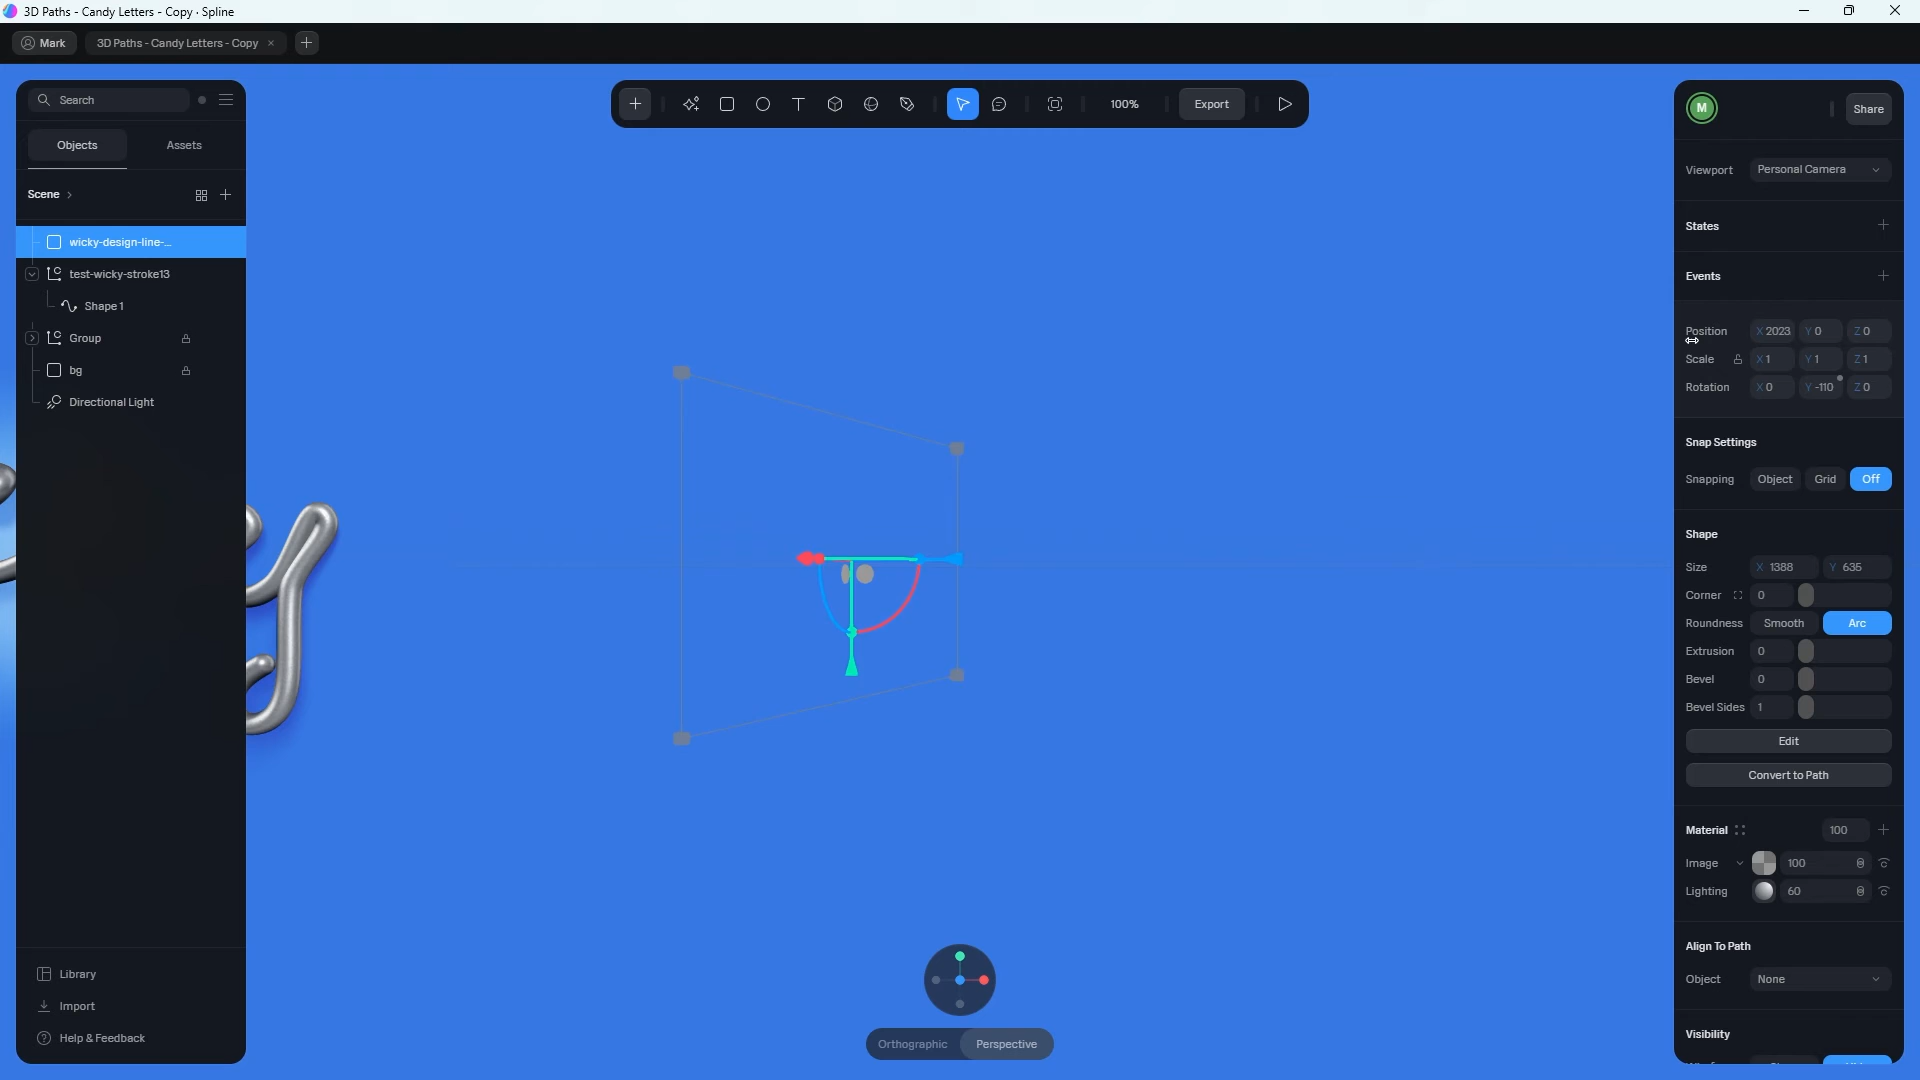 3D Paths - Candy Letters - Copy · Spline
Mark
3D Paths - Candy Letters - Copy
Search
Objects
Assets
Scene
wicky-design-line-...
test-wicky-stroke13
Shape 1
Group
bg
Directional Light
Library
Import
Help & Feedback
100%
Export
Orthographic
Perspective
M
Share
Viewport
Personal Camera
States
Events
Position X 2023 Y 0 Z 0
Scale X 1 Y 1 Z 1
Rotation X 0 Y -110 Z 0
Snap Settings
Snapping Object Grid Off
Shape
Size X 1388 Y 635
Corner 0
Roundness Smooth Arc
Extrusion 0
Bevel 0
Bevel Sides 1
Edit
Convert to Path
Material 100
Image 100
Lighting 60
Align To Path
Object None
Visibility